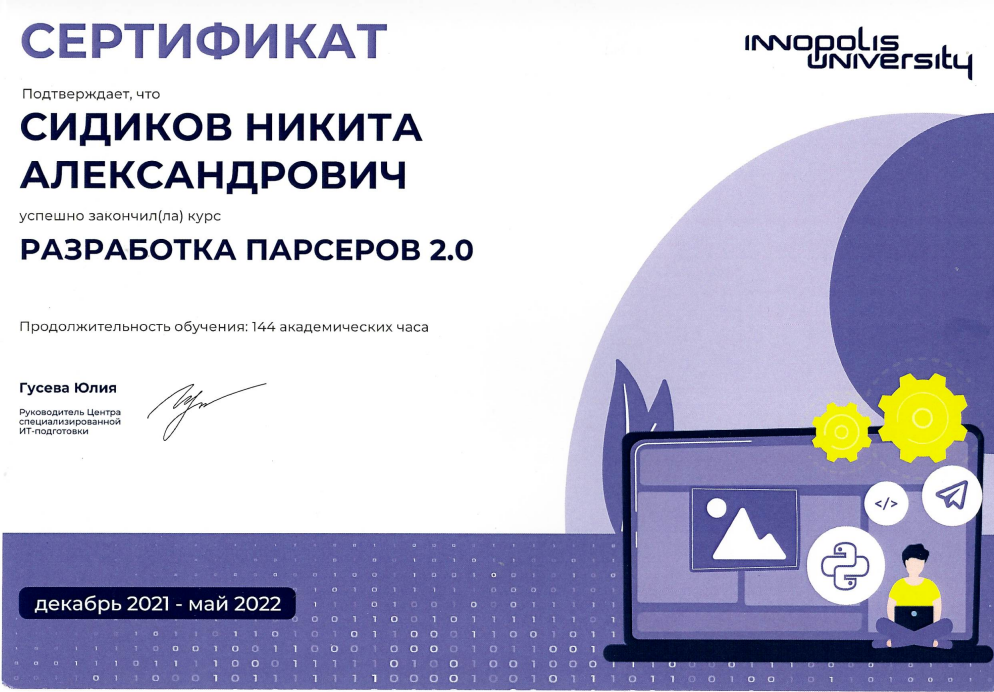 СЕРТИФИКАТ
INNOPOLIS
UNIVERSITY
Подтверждает, что
СИДИКОВ НИКИТА
АЛЕКСАНДРОВИЧ
успешно закончил(ла) курс
РАЗРАБОТКА ПАРСЕРОВ 2.0
Продолжительность обучения: 144 академических часа
Гусева Юлия
Руководитель Центра
специализированной
ИТ-подготовки
</>
декабрь 2021 - май 2022